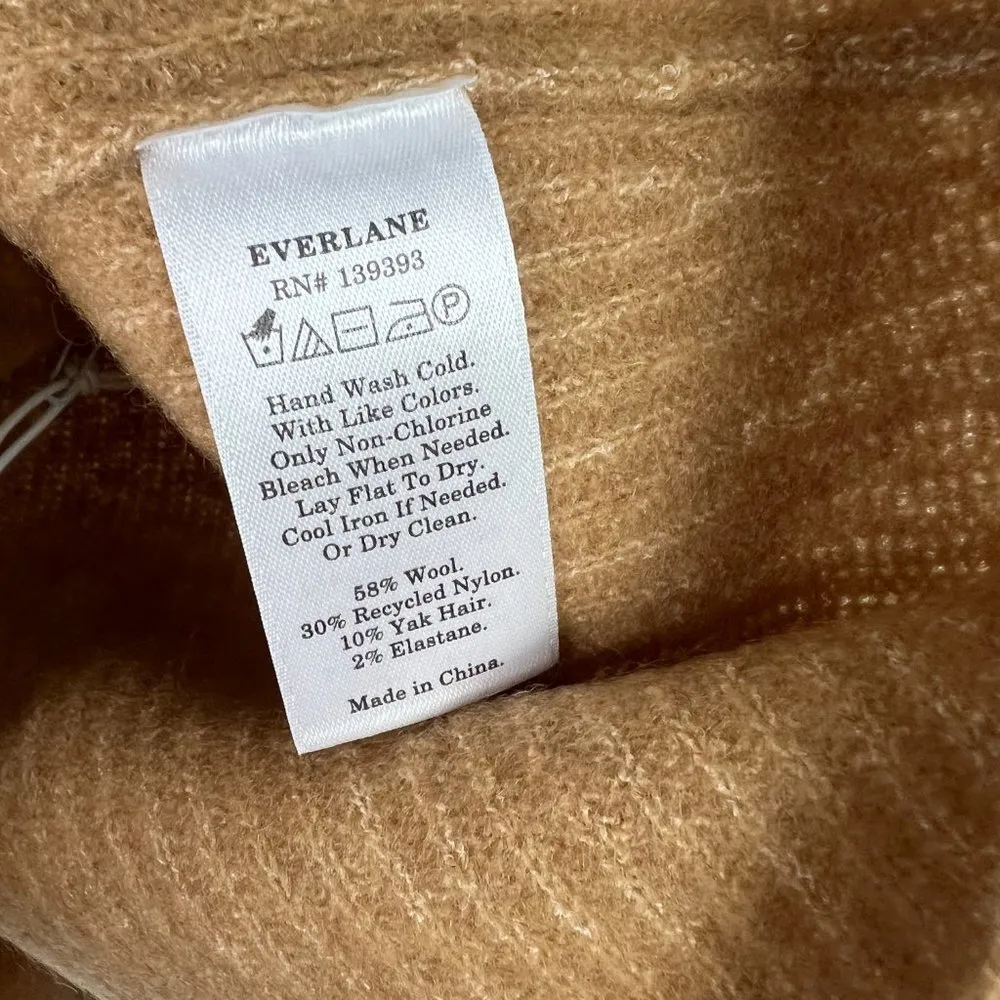 EVERLANE
RN# 139393
P
Hand Wash Cold.
With Like Colors.
Only Non-Chlorine
Bleach When Needed.
Lay Flat To Dry.
Cool Iron If Needed.
Or Dry Clean.
58% Wool.
30% Recycled Nylon.
10% Yak Hair.
2% Elastane.
Made in China.